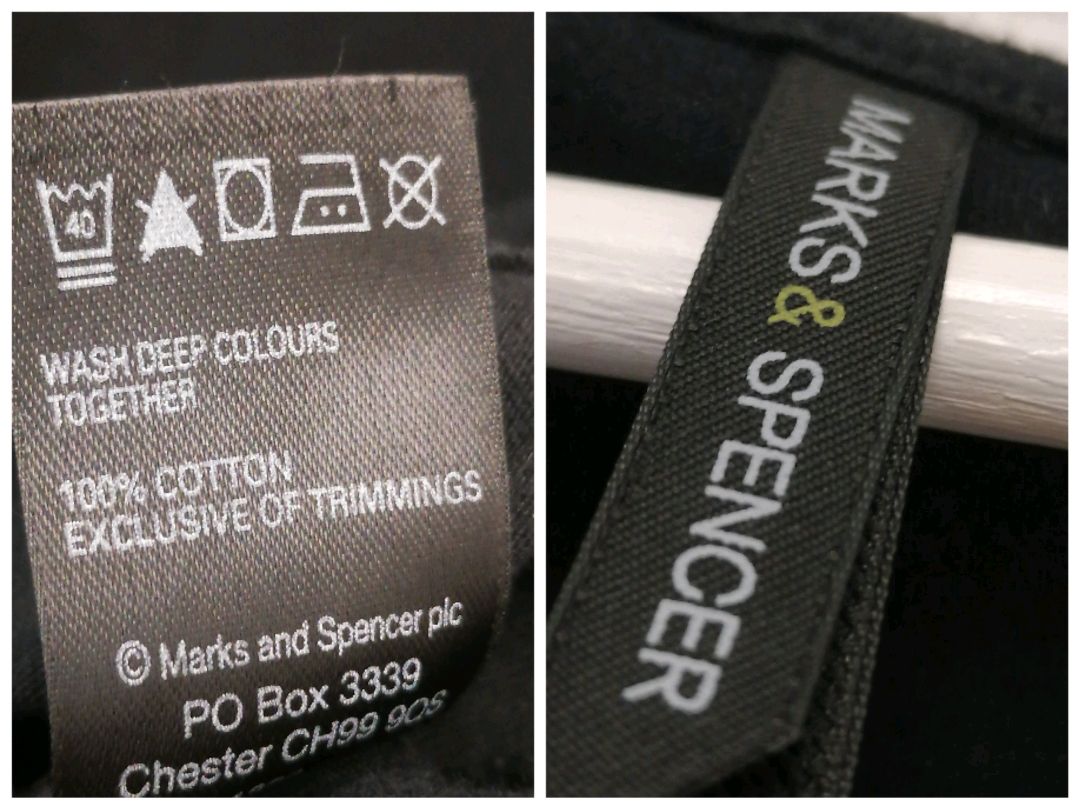 40
WASH DEEP COLOURS
TOGETHER
100% COTTON
EXCLUSIVE OF TRIMMINGS
© Marks and Spencer plc
PO Box 3339
Chester CH99 9QS
MARKS & SPENCER